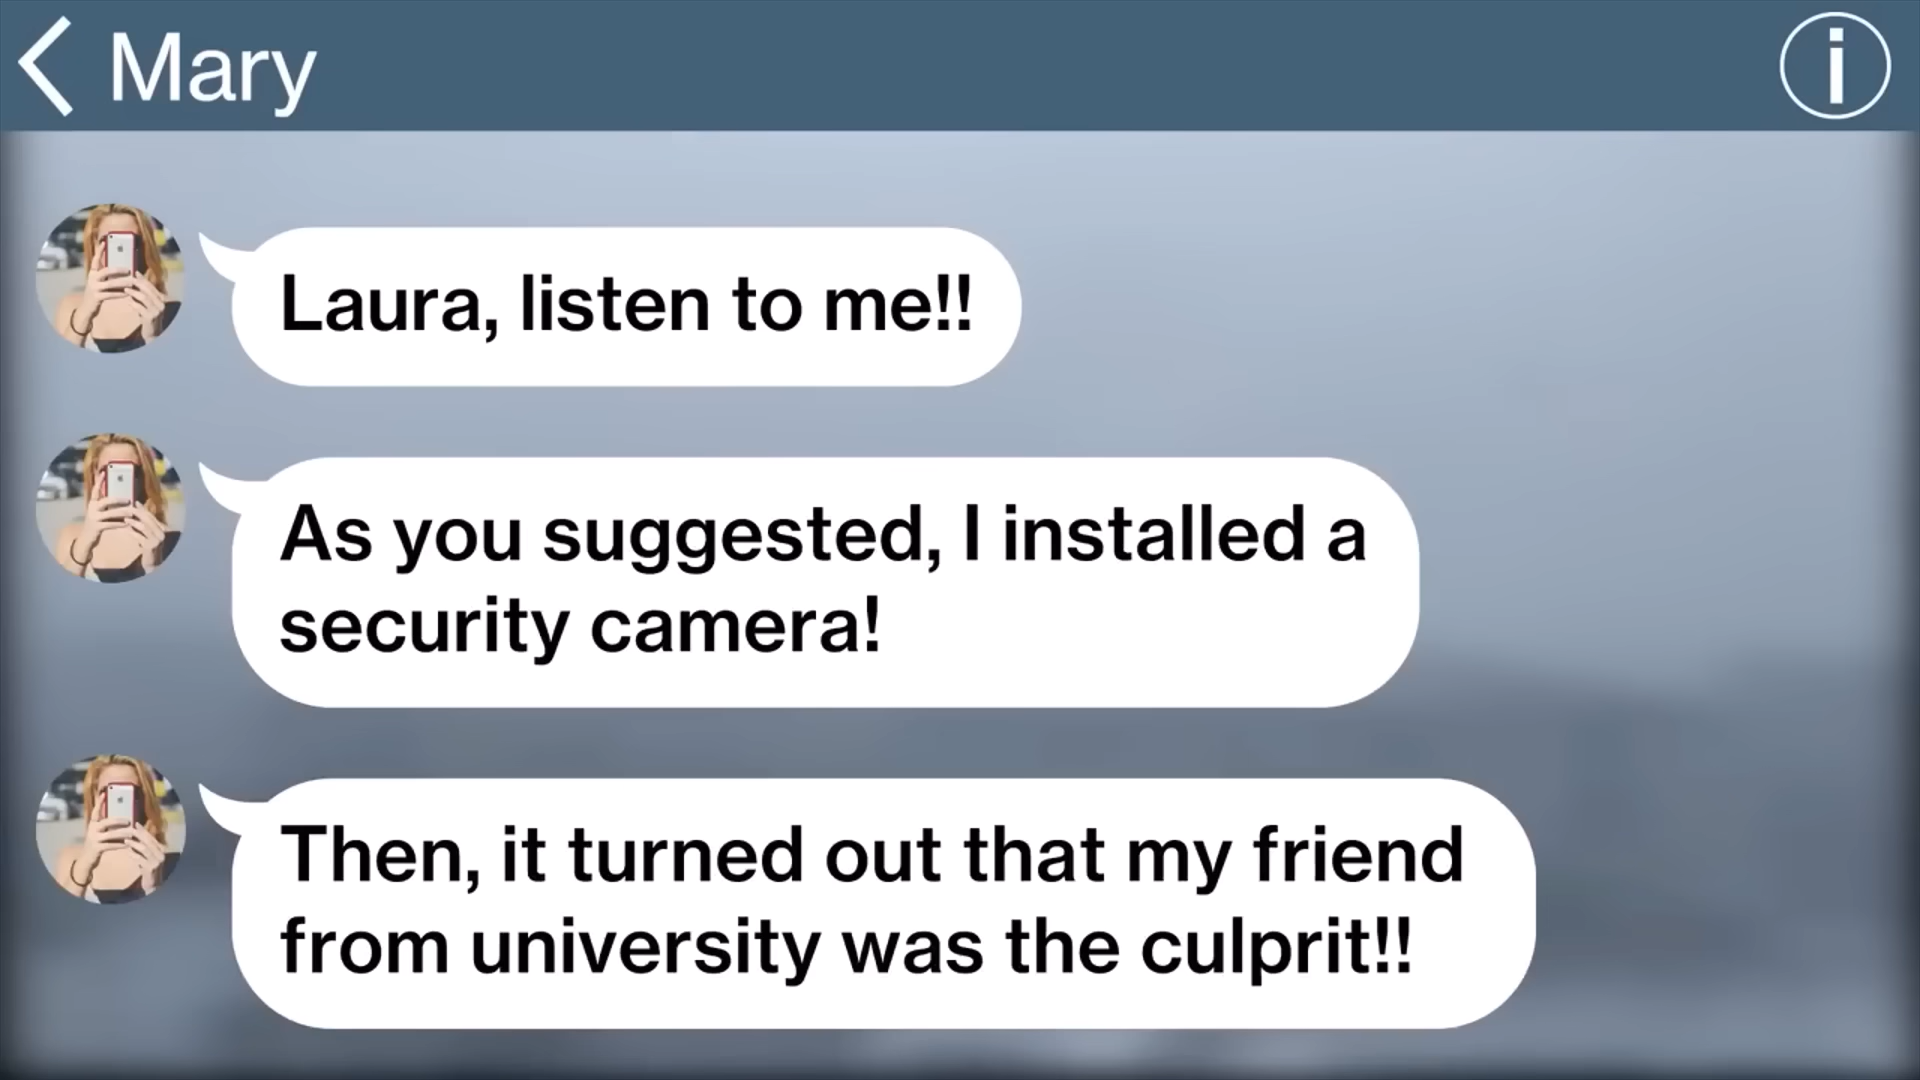 Mary
Laura, listen to me!!
As you suggested, I installed a
security camera!
Then, it turned out that my friend
from university was the culprit!!